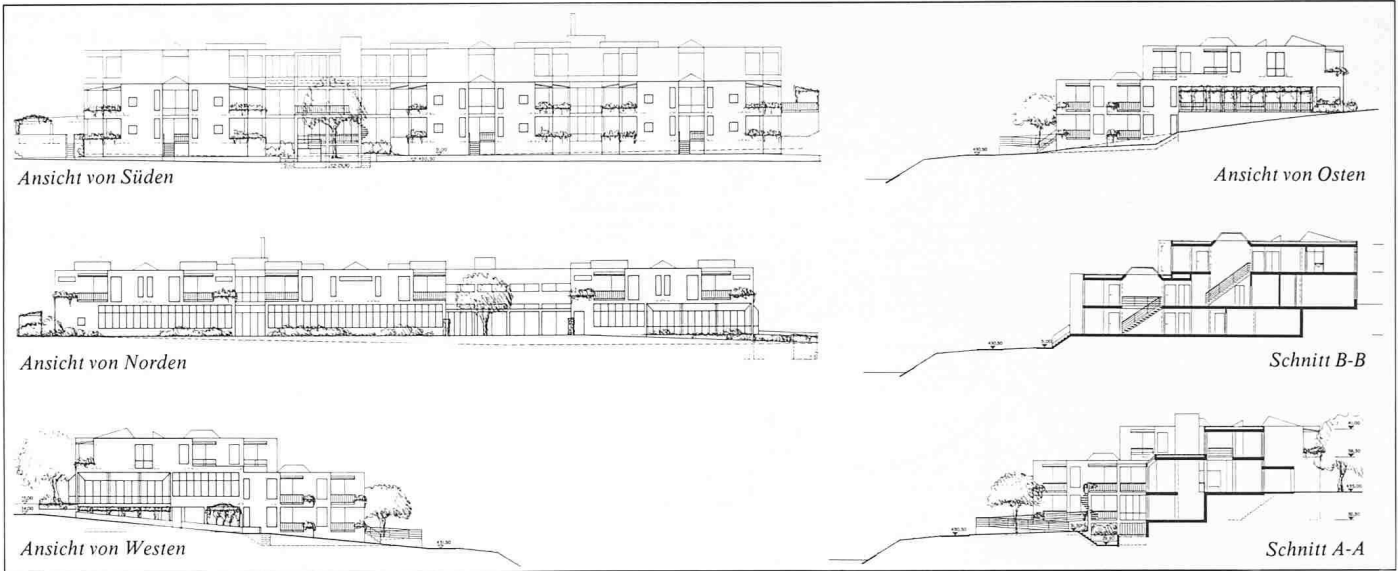 Ansicht von Süden
Ansicht von Osten
Ansicht von Norden
Schnitt B-B
Ansicht von Westen
Schnitt A-A